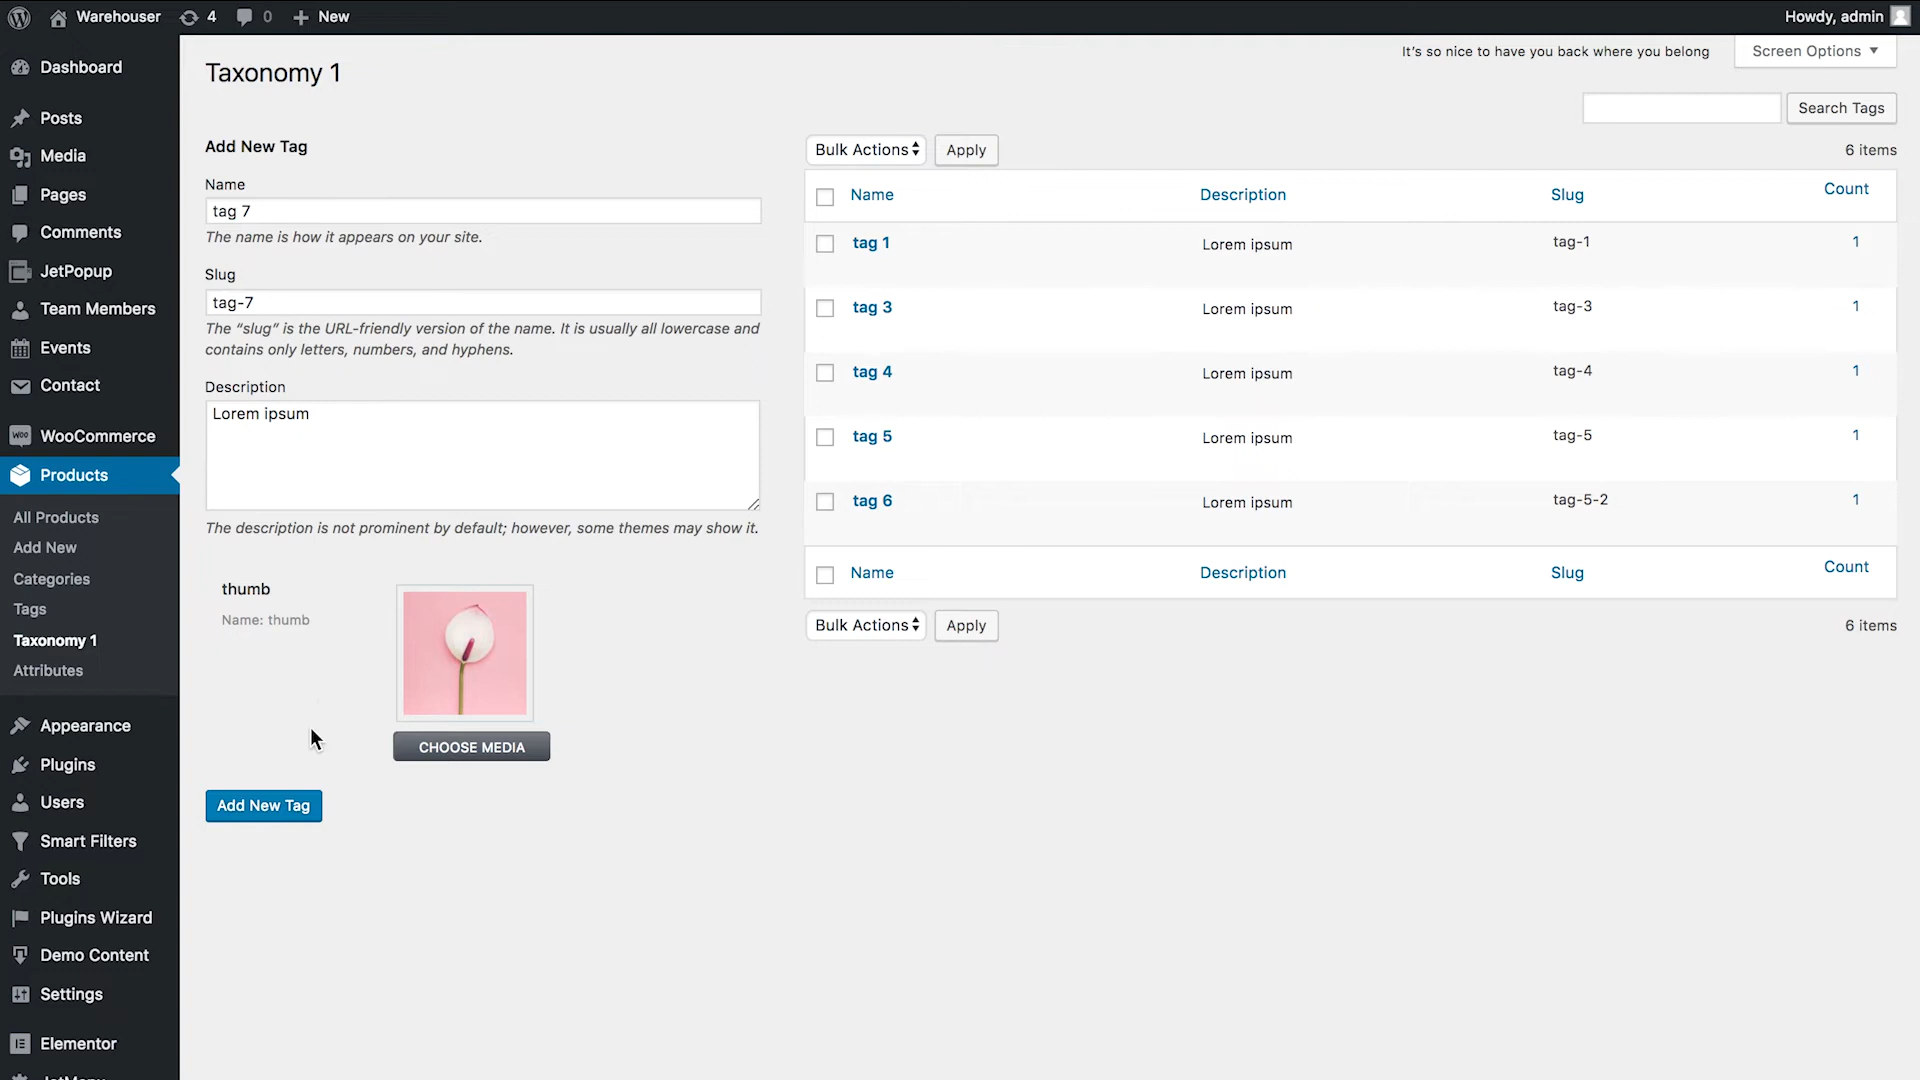 Warehouser
4
0
New
Howdy, admin
Dashboard
Posts
Media
Pages
Comments
JetPopup
Team Members
Events
Contact
WooCommerce
Products
All Products
Add New
Categories
Tags
Taxonomy 1
Attributes
Appearance
Plugins
Users
Smart Filters
Tools
Plugins Wizard
Demo Content
Settings
Elementor
JetMenu
Taxonomy 1
It's so nice to have you back where you belong
Screen Options
Search Tags
Add New Tag
Name
tag 7
The name is how it appears on your site.
Slug
tag-7
The “slug” is the URL-friendly version of the name. It is usually all lowercase and
contains only letters, numbers, and hyphens.
Description
Lorem ipsum
The description is not prominent by default; however, some themes may show it.
thumb
Name: thumb
CHOOSE MEDIA
Add New Tag
Bulk Actions Apply 6 items
Name Description Slug Count
tag 1 Lorem ipsum tag-1 1
tag 3 Lorem ipsum tag-3 1
tag 4 Lorem ipsum tag-4 1
tag 5 Lorem ipsum tag-5 1
tag 6 Lorem ipsum tag-5-2 1
Name Description Slug Count
Bulk Actions Apply 6 items